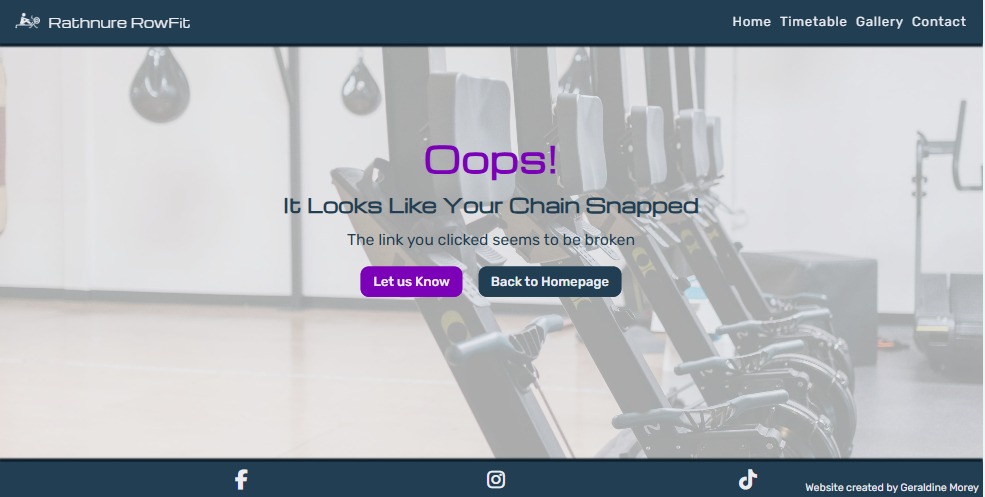 Rathnure RowFit
Home Timetable Gallery Contact
Oops!
It Looks Like Your Chain Snapped
The link you clicked seems to be broken
Let us Know Back to Homepage
Website created by Geraldine Morey